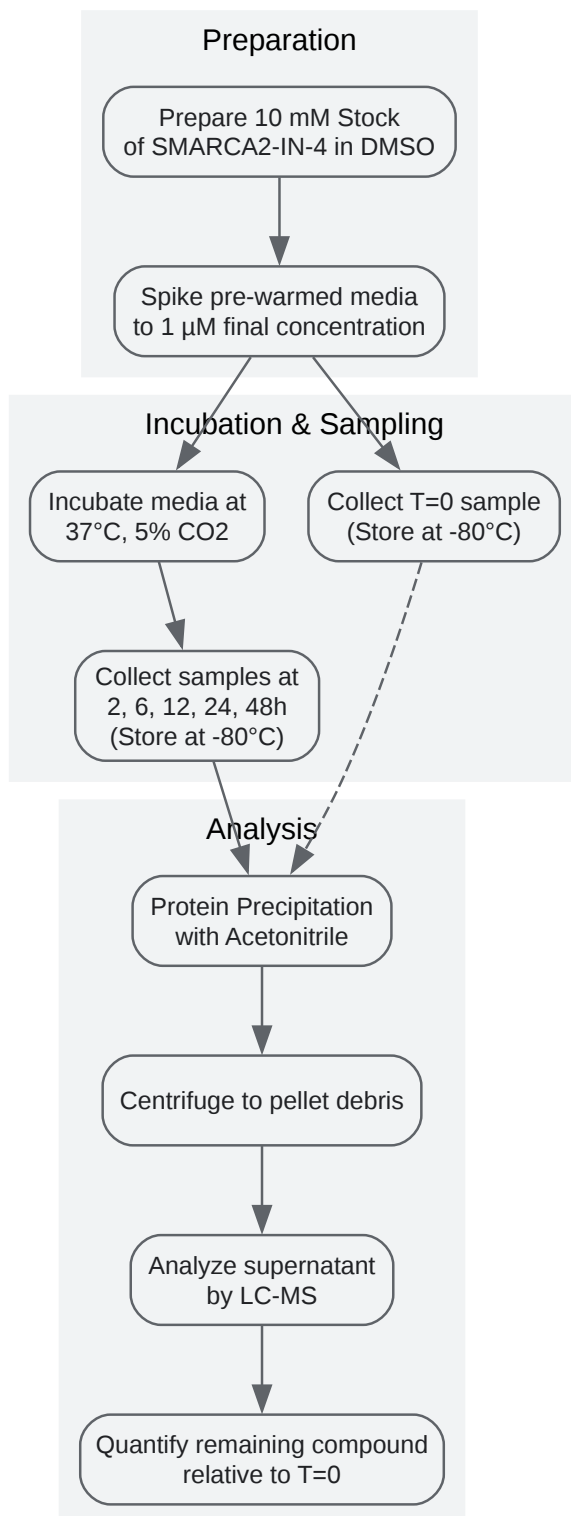 Preparation
Prepare 10 mM Stock
of SMARCA2-IN-4 in DMSO
Spike pre-warmed media
to 1 µM final concentration
Incubation & Sampling
Incubate media at
37°C, 5% CO2
Collect T=0 sample
(Store at -80°C)
Collect samples at
2, 6, 12, 24, 48h
(Store at -80°C)
Analysis
Protein Precipitation
with Acetonitrile
Centrifuge to pellet debris
Analyze supernatant
by LC-MS
Quantify remaining compound
relative to T=0